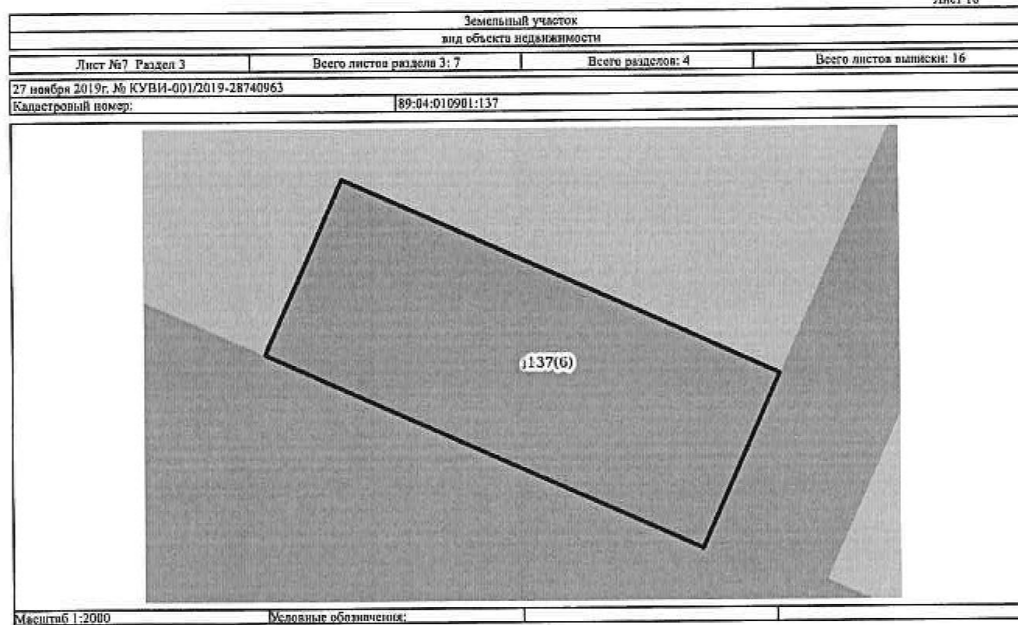 Лист 16
Земельный участок
вид объекта недвижимости
Лист №7 Раздел 3 Всего листов раздела 3: 7 Всего разделов: 4 Всего листов выписки: 16
27 ноября 2019г. № КУВИ-001/2019-28740963
Кадастровый номер: 89:04:010901:137
:137(6)
Масштаб 1:2000 Условные обозначения: